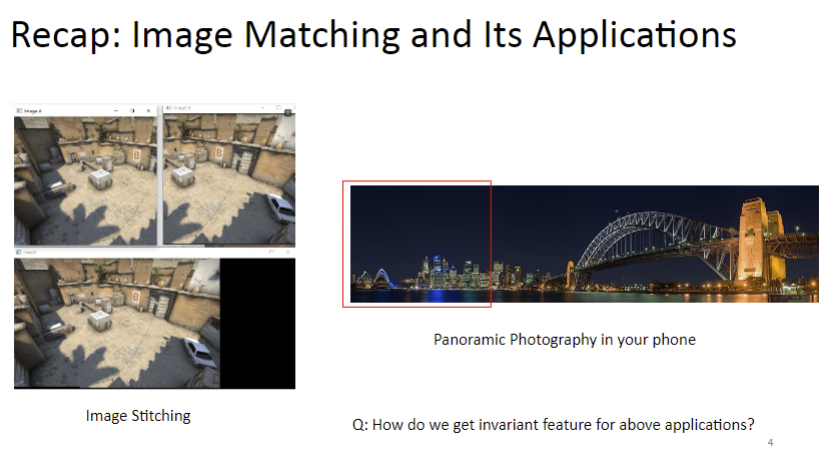 Recap: Image Matching and Its Applications
Image A
Image B
B
B
B
Image Stitching
Panoramic Photography in your phone
Q: How do we get invariant feature for above applications?
4